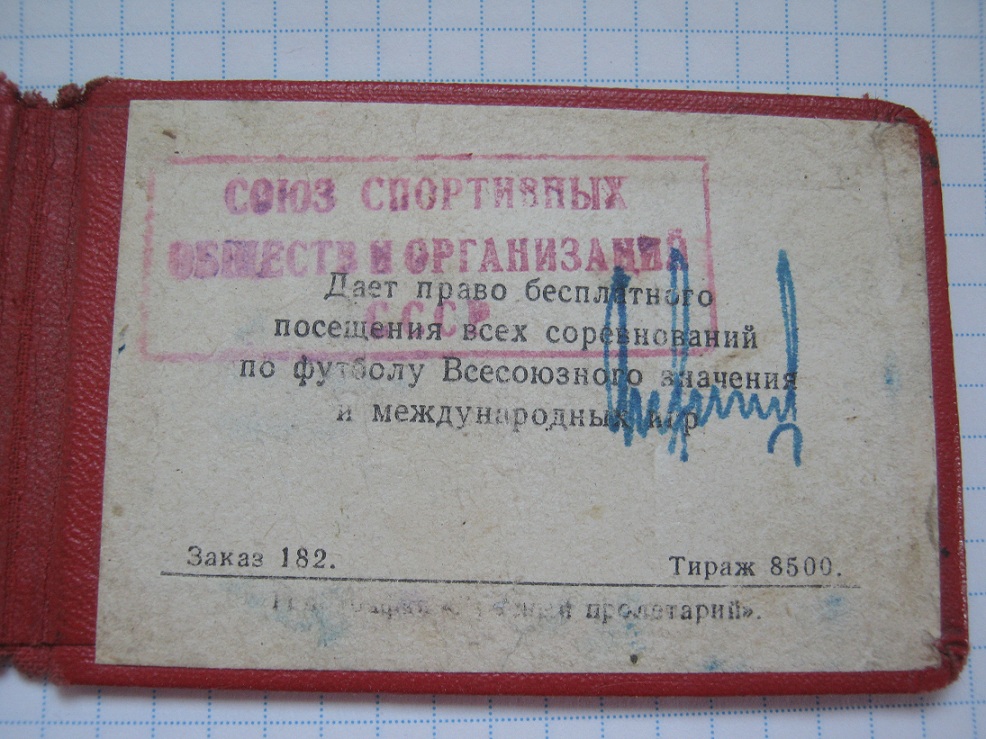 СОЮЗ СПОРТИВНЫХ
ОБЩЕСТВ И ОРГАНИЗАЦИЙ
СССР
Дает право бесплатного
посещения всех соревнований
по футболу Всесоюзного значения
и международных
Заказ 182.
Тираж 8500.
пролетарий».